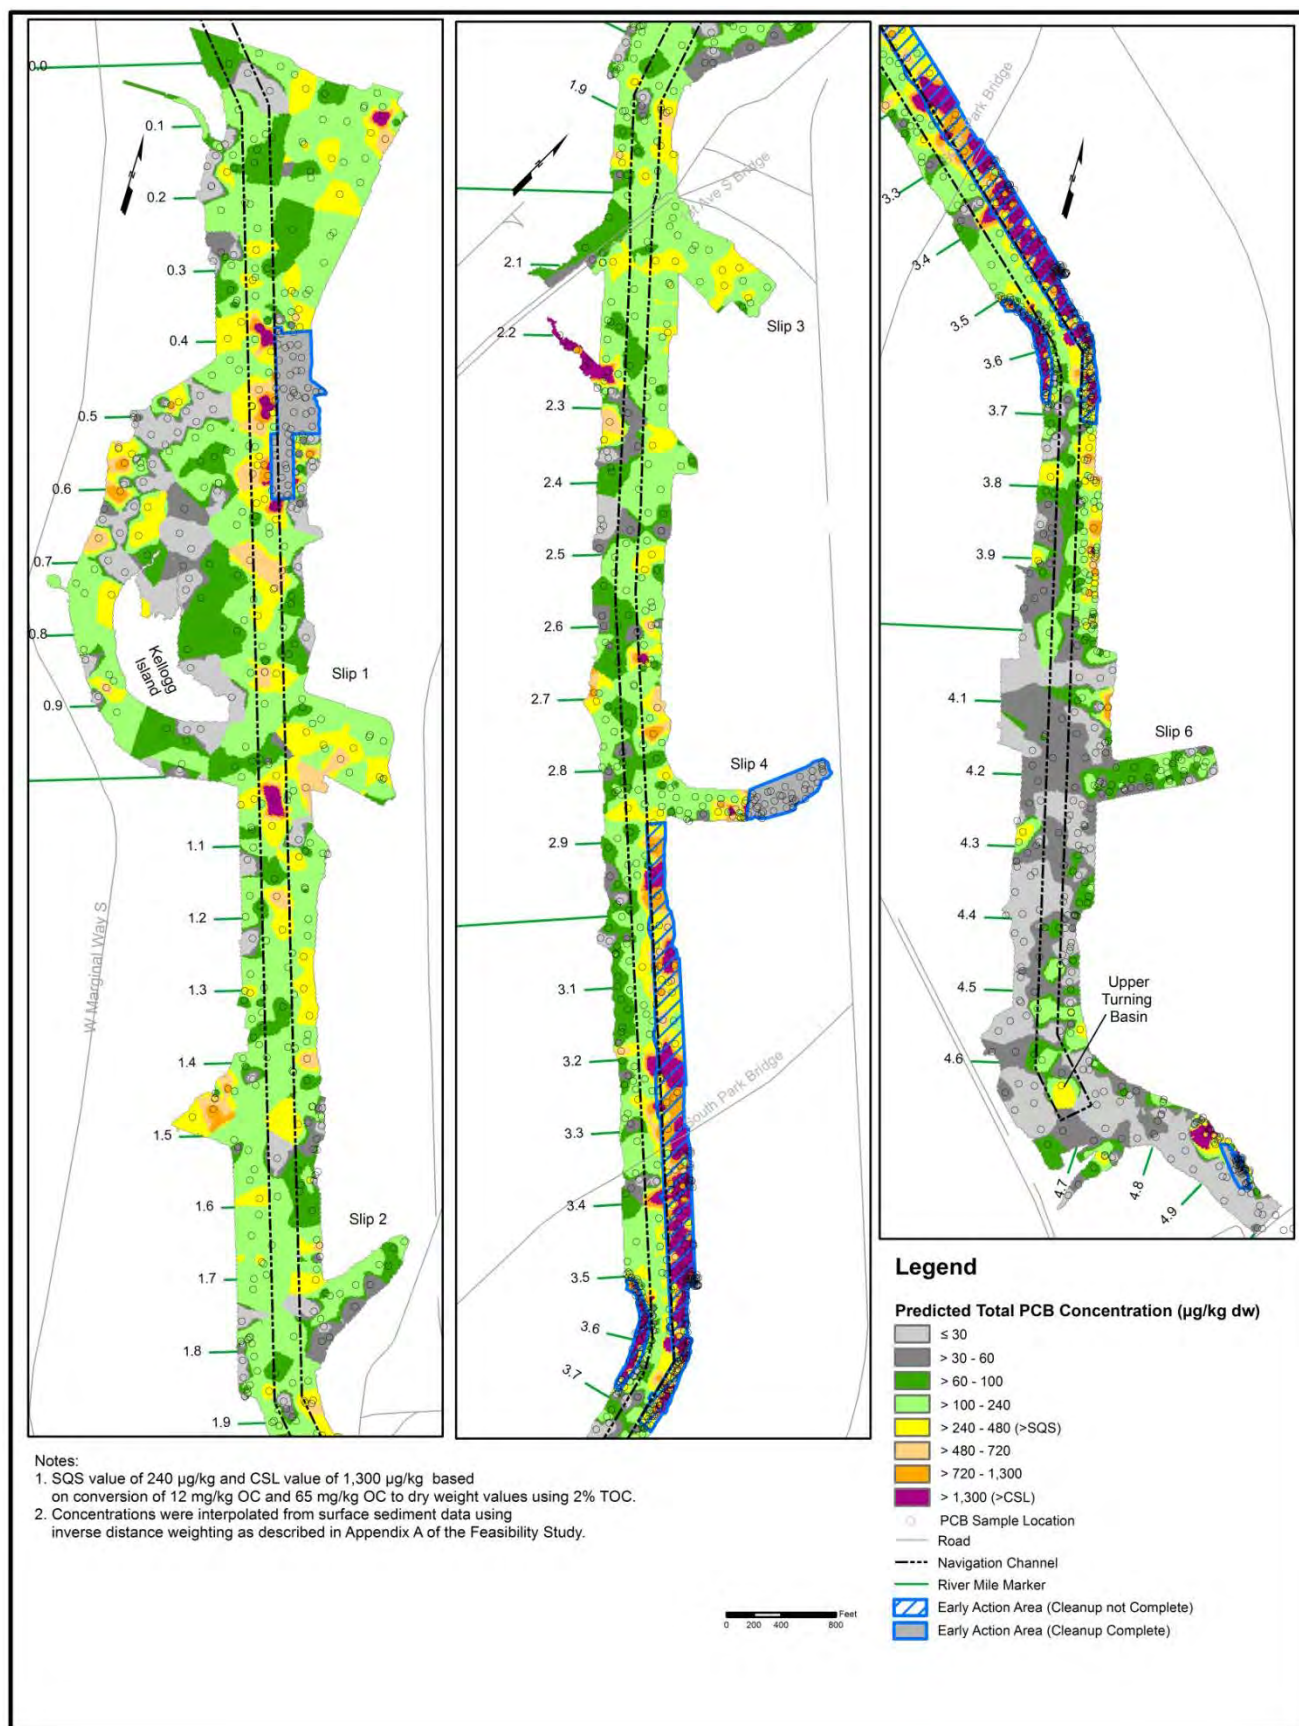 0.0
0.1
0.2
0.3
0.4
0.5
0.6
0.7
0.8
0.9
1.1
1.2
1.3
1.4
1.5
1.6
1.7
1.8
1.9
N
Kellogg
Island
Slip 1
Slip 2
W Marginal Way S
1.9
2.1
2.2
2.3
2.4
2.5
2.6
2.7
2.8
2.9
3.1
3.2
3.3
3.4
3.5
3.6
3.7
N
Ave S Bridge
Slip 3
Slip 4
South Park Bridge
3.3
3.4
3.5
3.6
3.7
3.8
3.9
4.1
4.2
4.3
4.4
4.5
4.6
4.7
4.8
4.9
N
Park Bridge
Slip 6
Upper
Turning
Basin
Legend
Predicted Total PCB Concentration (µg/kg dw)
≤ 30
> 30 - 60
> 60 - 100
> 100 - 240
> 240 - 480 (>SQS)
> 480 - 720
> 720 - 1,300
> 1,300 (>CSL)
PCB Sample Location
Road
Navigation Channel
River Mile Marker
Early Action Area (Cleanup not Complete)
Early Action Area (Cleanup Complete)
Notes:
1. SQS value of 240 µg/kg and CSL value of 1,300 µg/kg based
on conversion of 12 mg/kg OC and 65 mg/kg OC to dry weight values using 2% TOC.
2. Concentrations were interpolated from surface sediment data using
inverse distance weighting as described in Appendix A of the Feasibility Study.
Feet
0 200 400 800